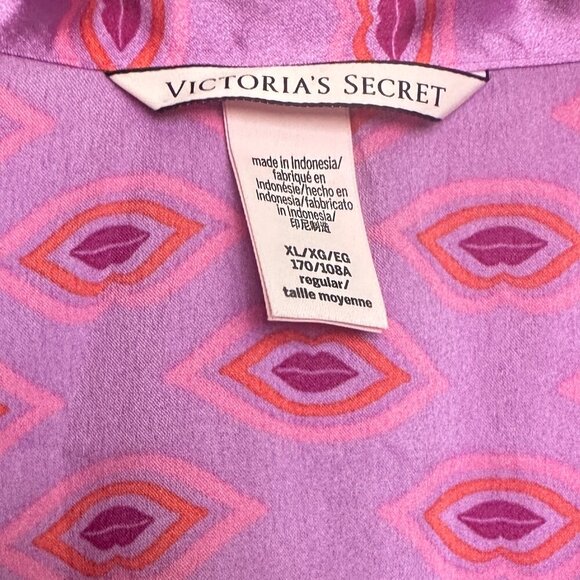 VICTORIA'S SECRET
made in Indonesia/
fabriqué en
Indonésie/hecho en
Indonesia/fabbricato
in Indonesia/
印尼制造
XL/XG/EG
170/108A
regular/
taille moyenne